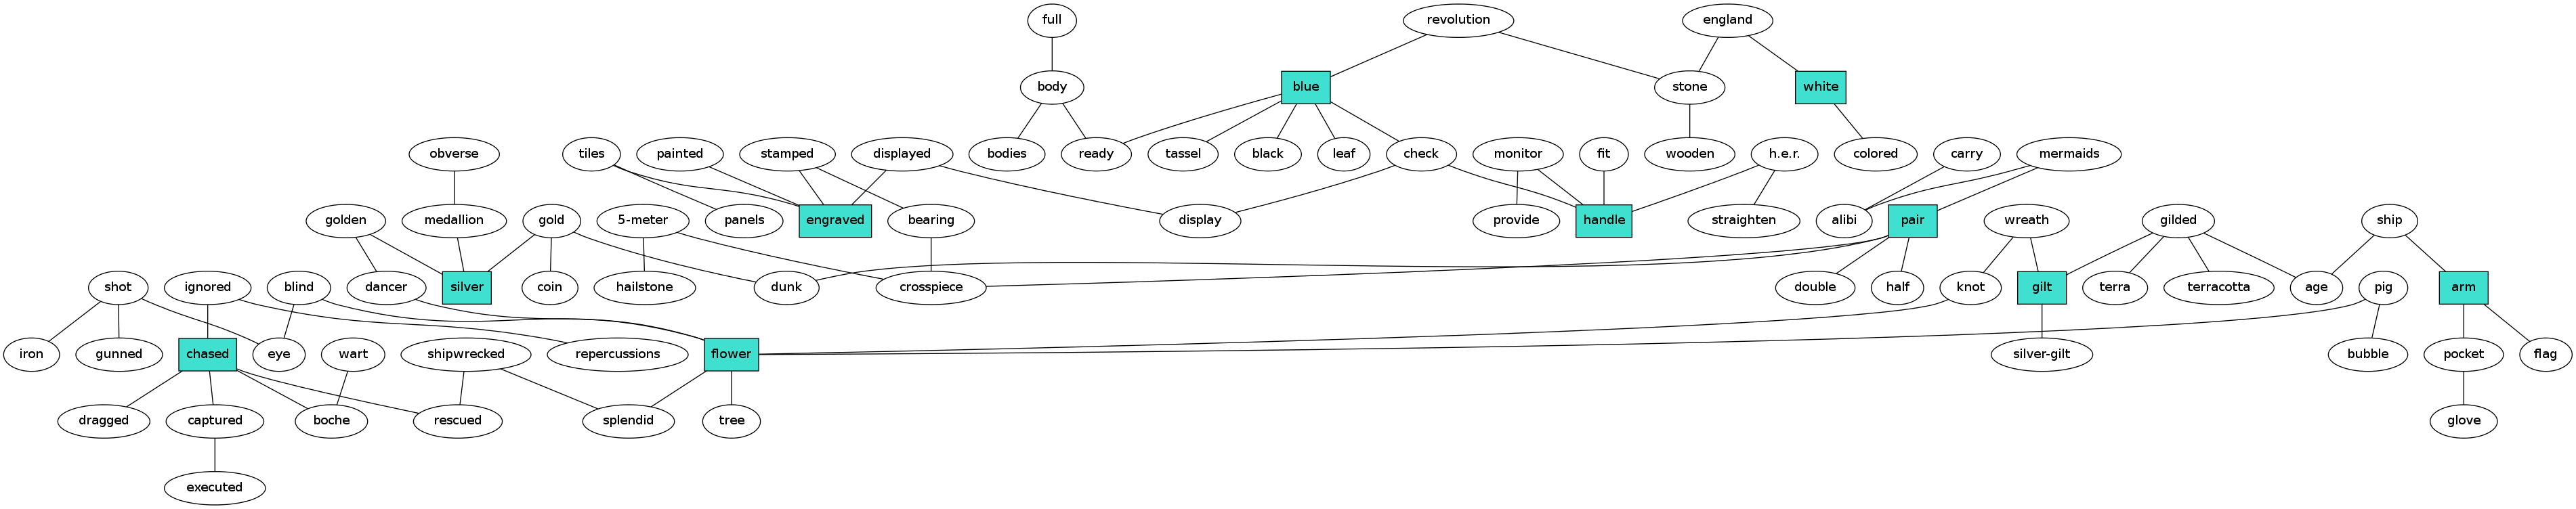 full
revolution
england
body
blue
stone
white
obverse
tiles
painted
stamped
displayed
bodies
ready
tassel
black
leaf
check
monitor
fit
wooden
h.e.r.
colored
carry
mermaids
golden
medallion
gold
5-meter
panels
engraved
bearing
display
provide
handle
straighten
alibi
pair
wreath
gilded
ship
shot
ignored
blind
dancer
silver
coin
hailstone
dunk
crosspiece
double
half
knot
gilt
terra
terracotta
age
pig
arm
iron
gunned
chased
eye
wart
shipwrecked
repercussions
flower
silver-gilt
bubble
pocket
flag
dragged
captured
boche
rescued
splendid
tree
glove
executed